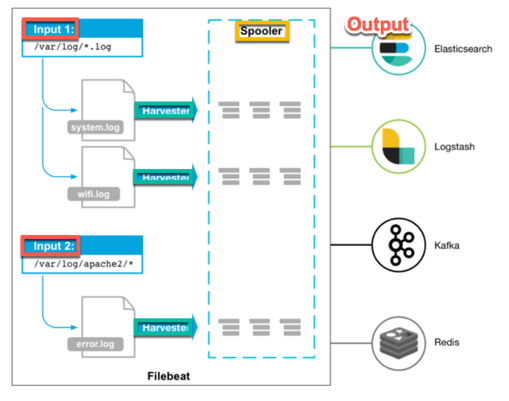 Input 1:
/var/log/*.log
Spooler
Output
Elasticsearch
system.log
Harvester
wifi.log
Harvester
Logstash
Input 2:
/var/log/apache2/*
Kafka
error.log
Harvester
Redis
Filebeat